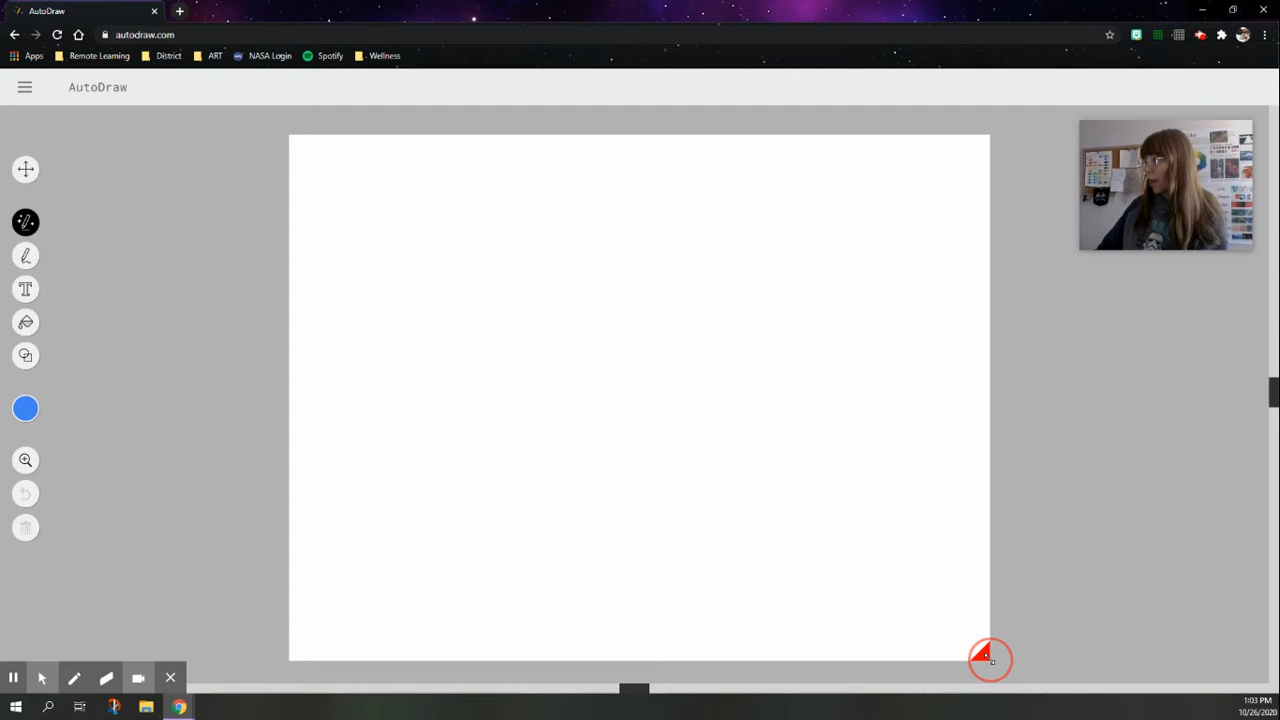 AutoDraw
autodraw.com
Apps Remote Learning District ART NASA Login Spotify Wellness
AutoDraw
T
1:03 PM
10/26/2020